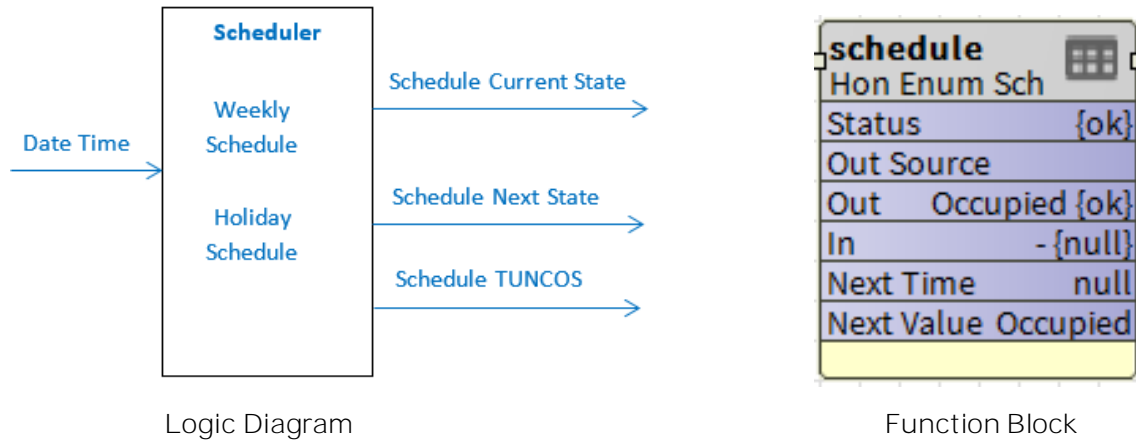 Scheduler
Weekly
Schedule
Holiday
Schedule
Date Time
Schedule Current State
Schedule Next State
Schedule TUNCOS
Logic Diagram
schedule
Hon Enum Sch
Status {ok}
Out Source
Out Occupied {ok}
In - {null}
Next Time null
Next Value Occupied
Function Block